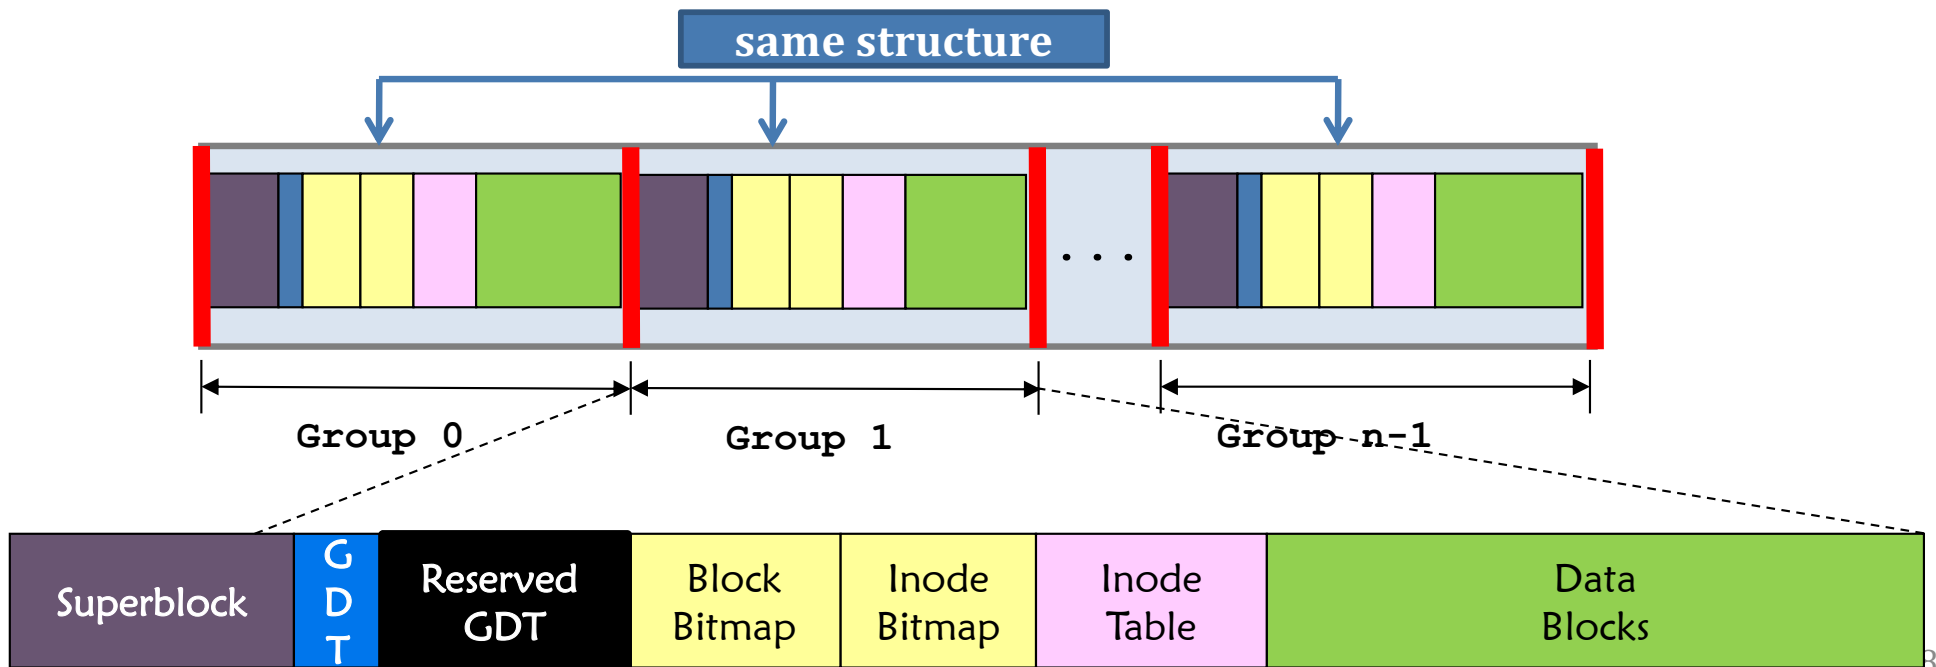 same structure
. . .
Group 0
Group 1
Group n-1
Superblock
G
D
T
Reserved
GDT
Block
Bitmap
Inode
Bitmap
Inode
Table
Data
Blocks
8